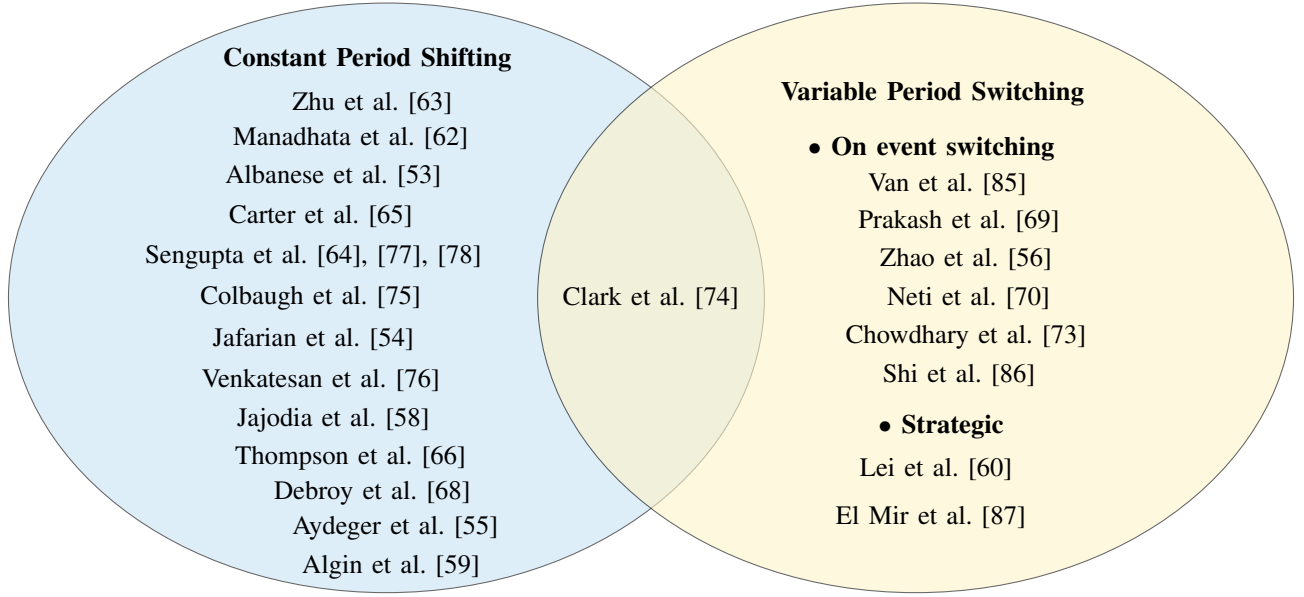 Constant Period Shifting
Zhu et al. [63]
Manadhata et al. [62]
Albanese et al. [53]
Carter et al. [65]
Sengupta et al. [64], [77], [78]
Colbaugh et al. [75]
Jafarian et al. [54]
Venkatesan et al. [76]
Jajodia et al. [58]
Thompson et al. [66]
Debroy et al. [68]
Aydeger et al. [55]
Algin et al. [59]
Clark et al. [74]
Variable Period Switching
• On event switching
Van et al. [85]
Prakash et al. [69]
Zhao et al. [56]
Neti et al. [70]
Chowdhary et al. [73]
Shi et al. [86]
• Strategic
Lei et al. [60]
El Mir et al. [87]